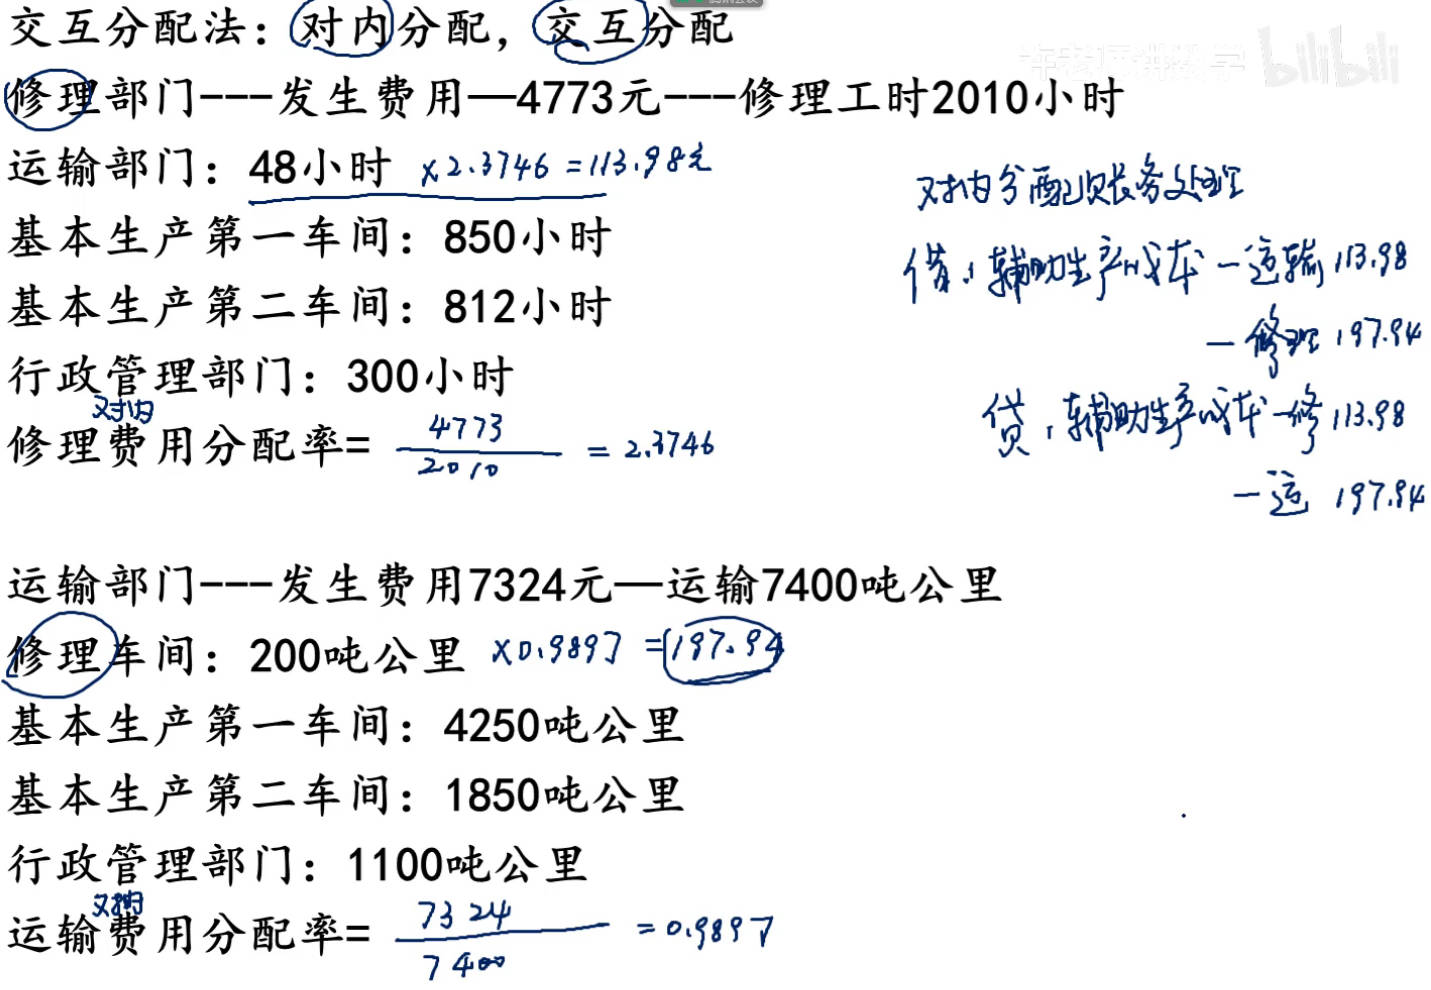 交互分配法：对内分配，交互分配
许老师讲数学 bilibili
修理部门---发生费用—4773元---修理工时2010小时
运输部门：48小时 ×2.3746=113.98元
对内分配账务处理
基本生产第一车间：850小时
借：辅助生产成本—运输 113.98
基本生产第二车间：812小时
—修理 197.94
行政管理部门：300小时
对内
贷：辅助生产成本—修 113.98
修理费用分配率= 4773/2010 = 2.3746
—运 197.94
运输部门---发生费用7324元—运输7400吨公里
修理车间：200吨公里 ×0.9897 =197.94
基本生产第一车间：4250吨公里
基本生产第二车间：1850吨公里
行政管理部门：1100吨公里
对内
运输费用分配率= 7324/7400 = 0.9897